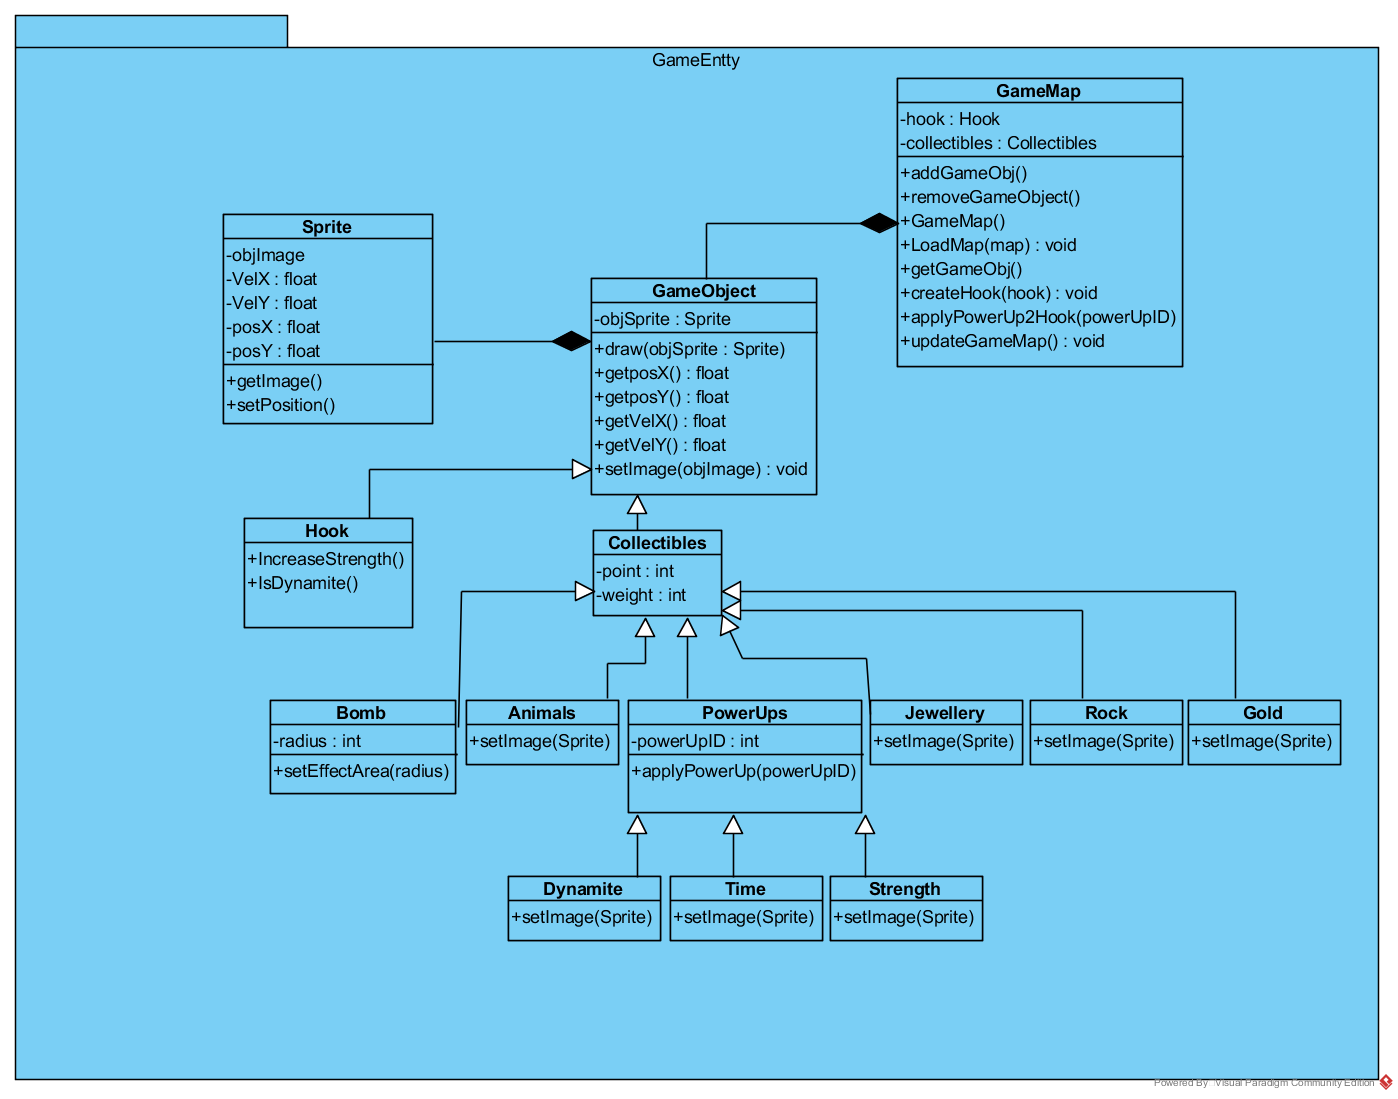 GameEntty
GameMap
-hook : Hook
-collectibles : Collectibles
+addGameObj()
+removeGameObject()
+GameMap()
+LoadMap(map) : void
+getGameObj()
+createHook(hook) : void
+applyPowerUp2Hook(powerUpID)
+updateGameMap() : void
Sprite
-objImage
-VelX : float
-VelY : float
-posX : float
-posY : float
+getImage()
+setPosition()
GameObject
-objSprite : Sprite
+draw(objSprite : Sprite)
+getposX() : float
+getposY() : float
+getVelX() : float
+getVelY() : float
+setImage(objImage) : void
Hook
+IncreaseStrength()
+IsDynamite()
Collectibles
-point : int
-weight : int
Bomb
-radius : int
+setEffectArea(radius)
Animals
+setImage(Sprite)
PowerUps
-powerUpID : int
+applyPowerUp(powerUpID)
Jewellery
+setImage(Sprite)
Rock
+setImage(Sprite)
Gold
+setImage(Sprite)
Dynamite
+setImage(Sprite)
Time
+setImage(Sprite)
Strength
+setImage(Sprite)
Powered By Visual Paradigm Community Edition